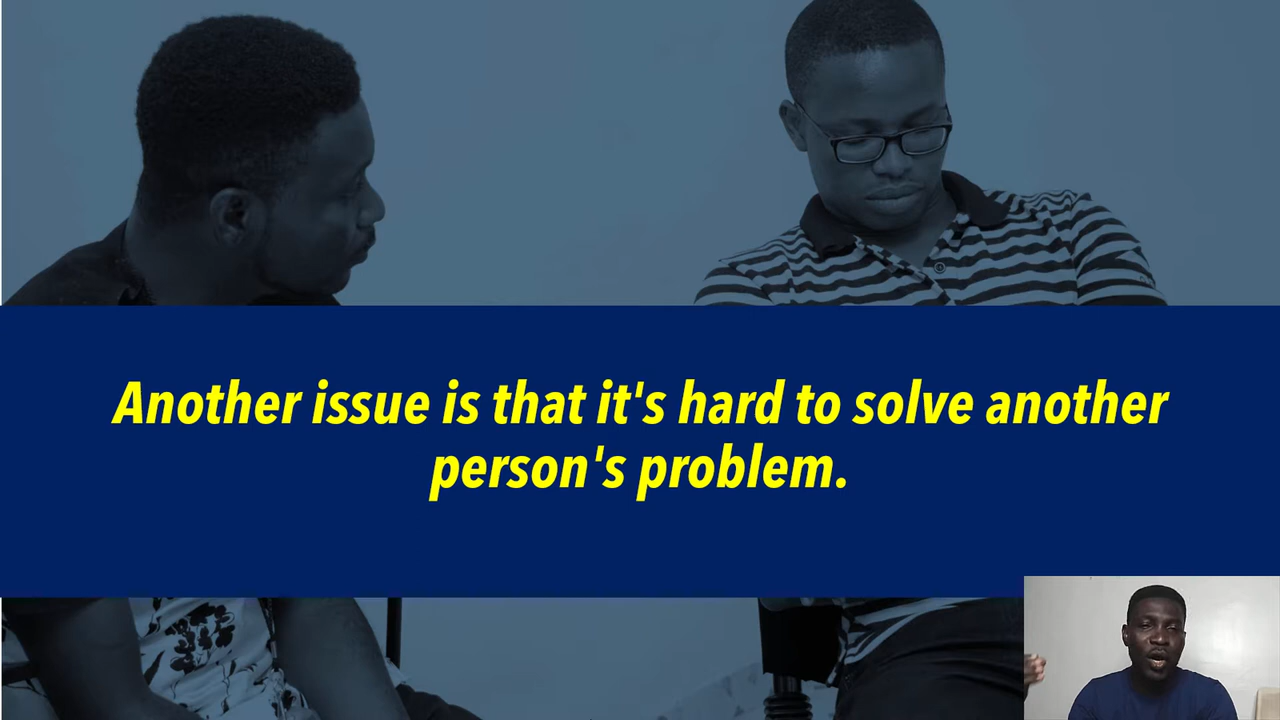 Another issue is that it's hard to solve another
person's problem.